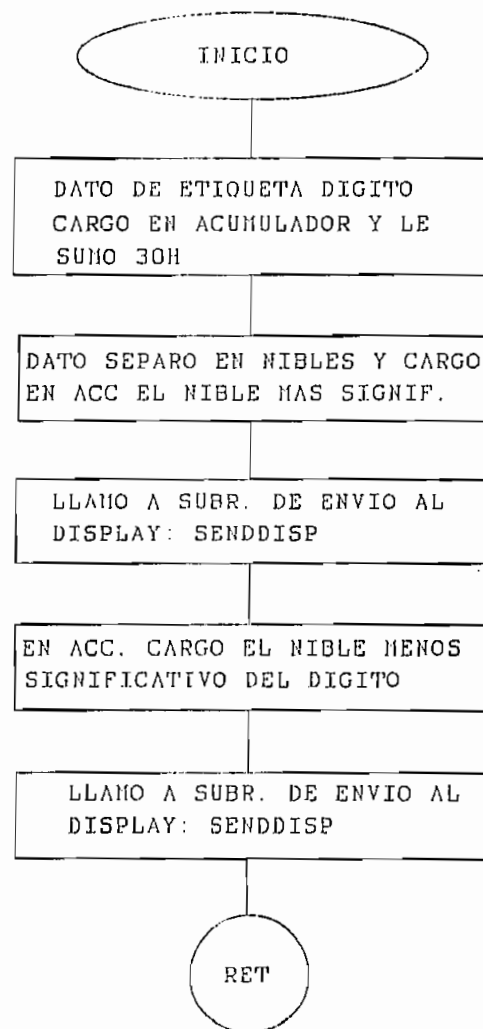 INICIO
DATO DE ETIQUETA DIGITO
CARGO EN ACUMULADOR Y LE
SUMO 30H
DATO SEPARO EN NIBLES Y CARGO
EN ACC EL NIBLE MAS SIGNIF.
LLAMO A SUBR. DE ENVIO AL
DISPLAY: SENDDISP
EN ACC. CARGO EL NIBLE MENOS
SIGNIFICATIVO DEL DIGITO
LLAMO A SUBR. DE ENVIO AL
DISPLAY: SENDDISP
RET